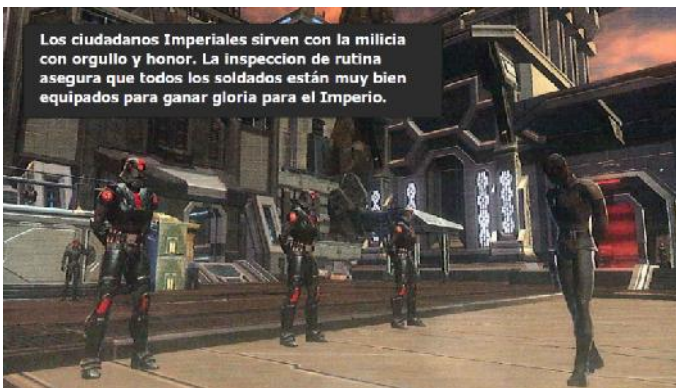 Los ciudadanos Imperiales sirven con la milicia
con orgullo y honor. La inspeccion de rutina
asegura que todos los soldados están muy bien
equipados para ganar gloria para el Imperio.